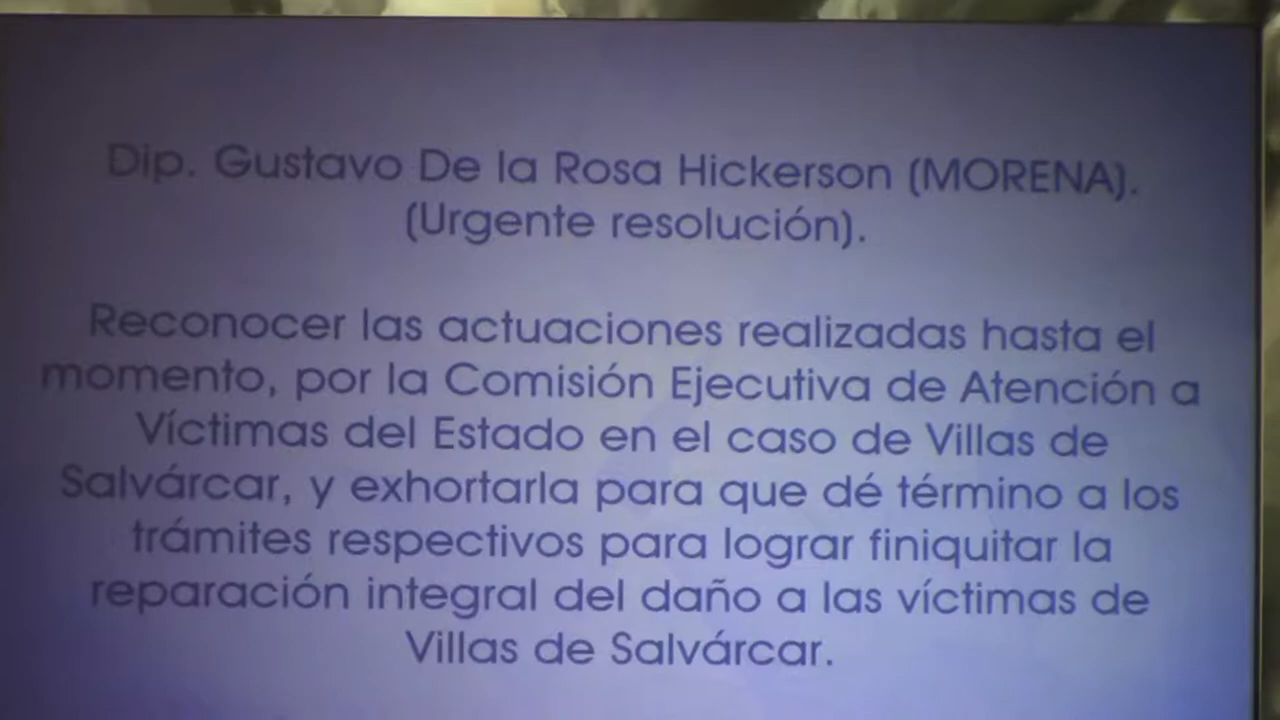 Dip. Gustavo De la Rosa Hickerson (MORENA).
(Urgente resolución).
Reconocer las actuaciones realizadas hasta el
momento, por la Comisión Ejecutiva de Atención a
Víctimas del Estado en el caso de Villas de
Salvárcar, y exhortarla para que dé término a los
trámites respectivos para lograr finiquitar la
reparación integral del daño a las víctimas de
Villas de Salvárcar.